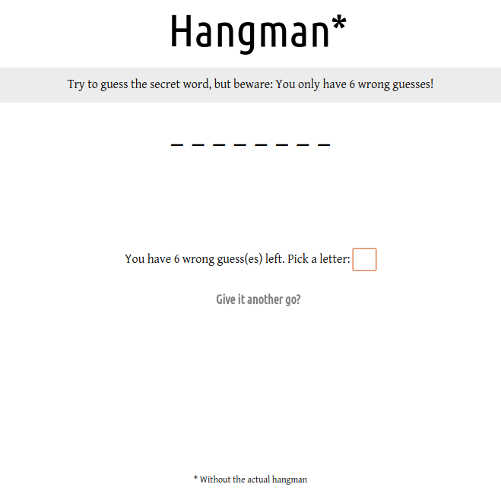 Hangman*
Try to guess the secret word, but beware: You only have 6 wrong guesses!
_ _ _ _ _ _ _ _
You have 6 wrong guess(es) left. Pick a letter:
Give it another go?
* Without the actual hangman